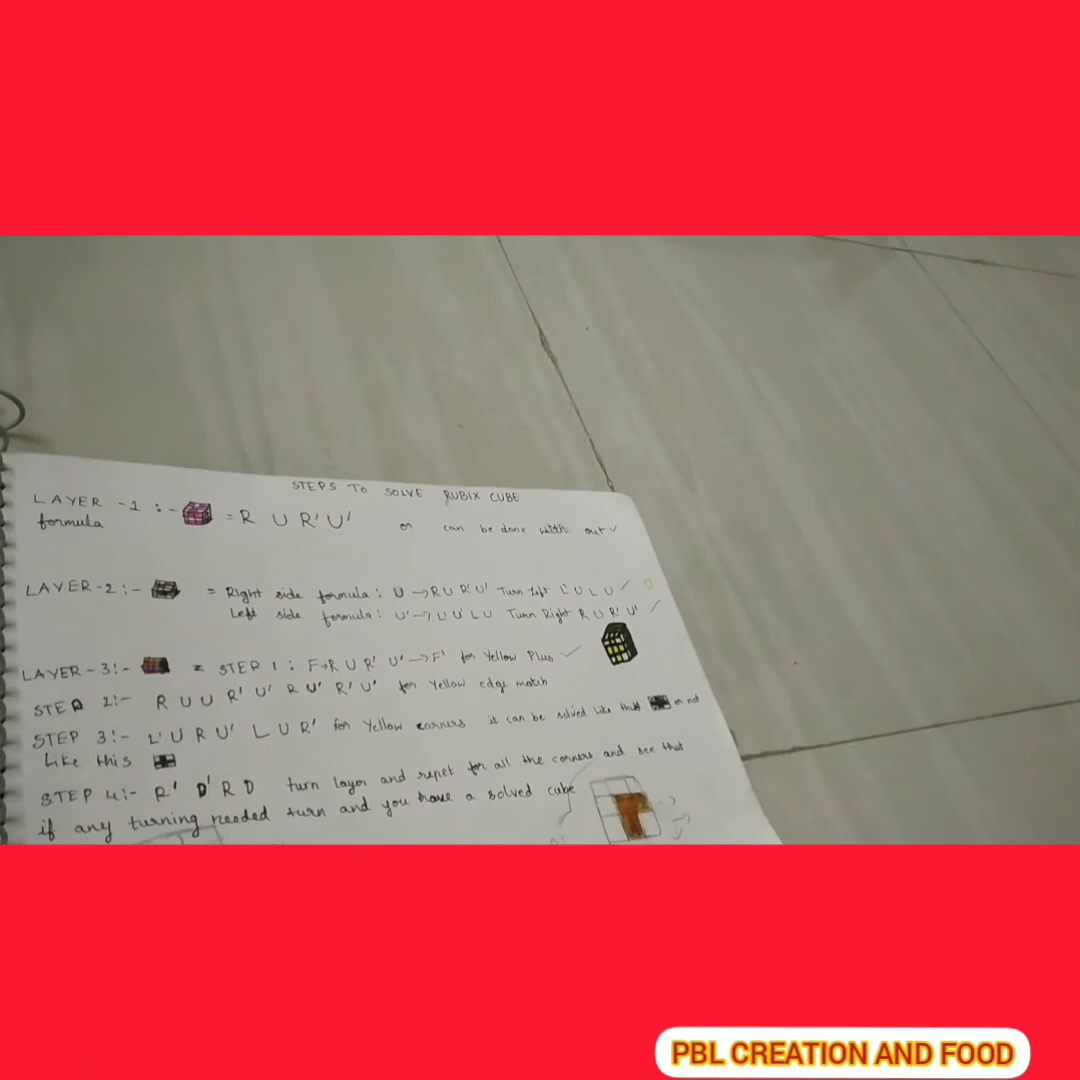 STEPS TO SOLVE RUBIX CUBE
LAYER -1 :- = R U R' U' or can be done with out ✓
formula
LAYER-2:- = Right side formula: U → R U R' U' Turn left L' U L U ✓
Left side formula: U' → L' U' L U Turn Right R U R' U' ✓
LAYER-3:- = STEP 1 : F→R U R' U' → F' for Yellow Plus ✓
STEP 2:- R U U R' U' R U' R' U' for Yellow edge match
STEP 3:- L' U R U' L U R' for Yellow corners it can be solved like this or not
Like this
STEP 4:- R' D' R D turn layer and repet for all the corners and see that
if any turning needed turn and you have a solved cube
PBL CREATION AND FOOD